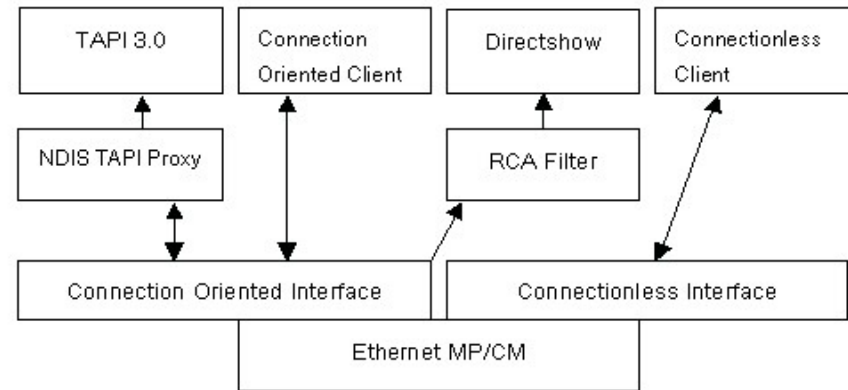 TAPI 3.0
Connection
Oriented Client
Directshow
Connectionless
Client
NDIS TAPI Proxy
RCA Filter
Connection Oriented Interface
Connectionless Interface
Ethernet MP/CM